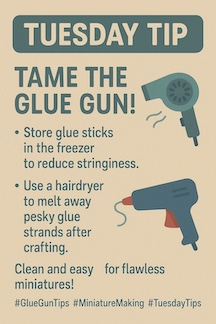 TUESDAY TIP
TAME THE
GLUE GUN!
• Store glue sticks
in the freezer
to reduce stringiness.
• Use a hairdryer
to melt away
pesky glue
strands after
crafting.
Clean and easy for flawless
miniatures!
#GlueGunTips #MiniatureMaking #TuesdayTips